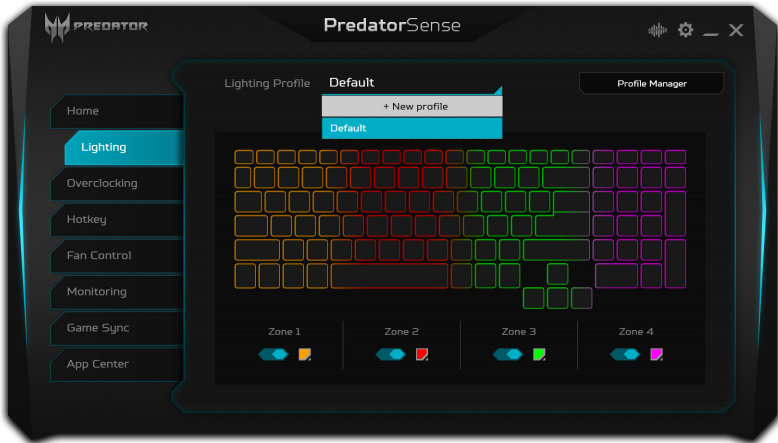 PREDATOR
PredatorSense
Lighting Profile
Default
Profile Manager
+ New profile
Default
Home
Lighting
Overclocking
Hotkey
Fan Control
Monitoring
Game Sync
App Center
Zone 1
Zone 2
Zone 3
Zone 4